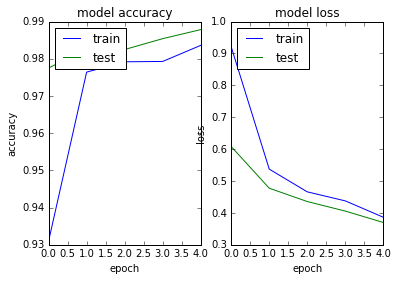 model accuracy
0.99
0.98
0.97
0.96
0.95
0.94
0.93
accuracy
train
test
0.0 0.5 1.0 1.5 2.0 2.5 3.0 3.5 4.0
epoch
model loss
1.0
0.9
0.8
0.7
0.6
0.5
0.4
0.3
loss
train
test
0.0 0.5 1.0 1.5 2.0 2.5 3.0 3.5 4.0
epoch